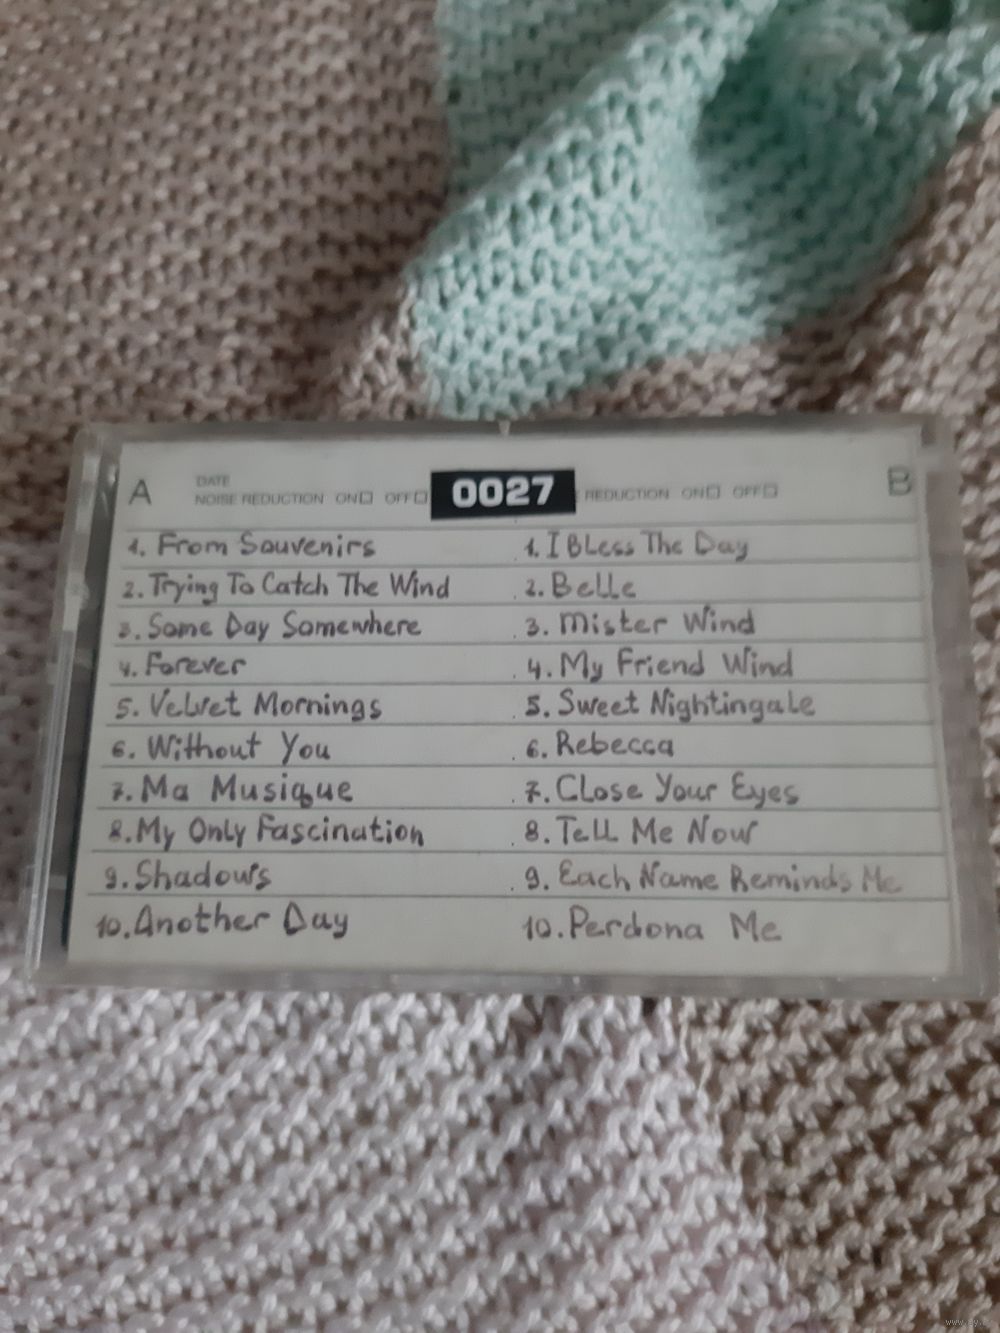 A
DATE
NOISE REDUCTION ON OFF
0027
REDUCTION ON OFF
B
1. From Souvenirs
2. Trying To Catch The Wind
3. Some Day Somewhere
4. Forever
5. Velvet Mornings
6. Without You
7. Ma Musique
8. My Only Fascination
9. Shadows
10. Another Day
1. I Bless The Day
2. Belle
3. Mister Wind
4. My Friend Wind
5. Sweet Nightingale
6. Rebecca
7. Close Your Eyes
8. Tell Me Now
9. Each Name Reminds Me
10. Perdona Me